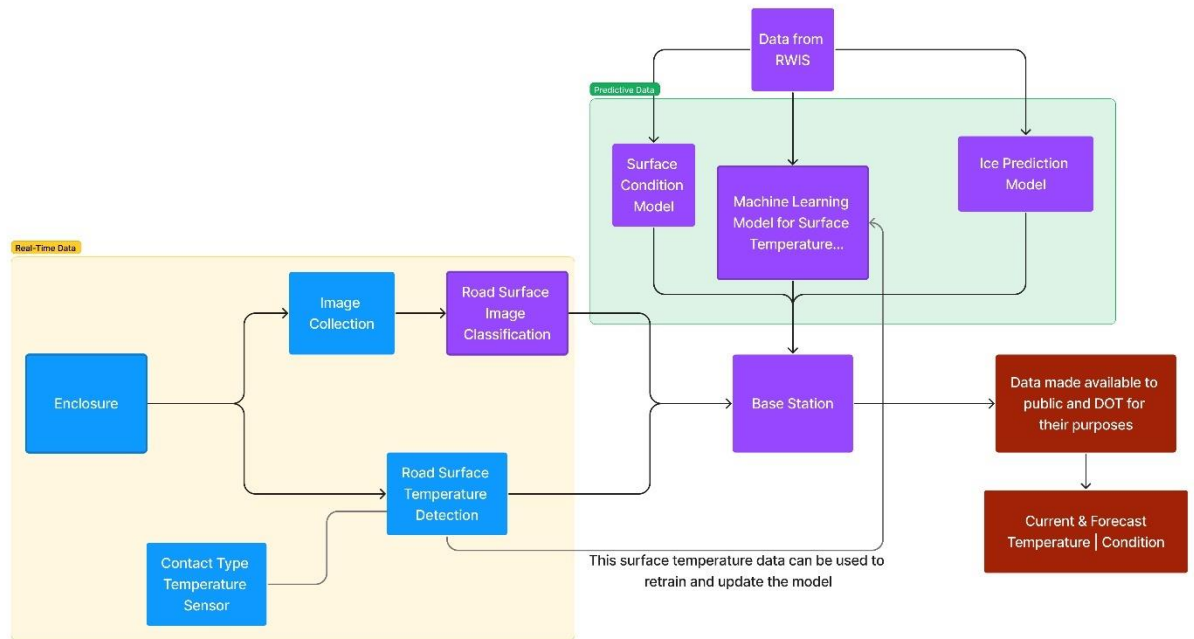 Data from
RWIS
Predictive Data
Surface
Condition
Model
Machine Learning
Model for Surface
Temperature...
Ice Prediction
Model
Real-Time Data
Image
Collection
Road Surface
Image
Classification
Enclosure
Base Station
Data made available to
public and DOT for
their purposes
Road Surface
Temperature
Detection
Contact Type
Temperature
Sensor
This surface temperature data can be used to
retrain and update the model
Current & Forecast
Temperature | Condition